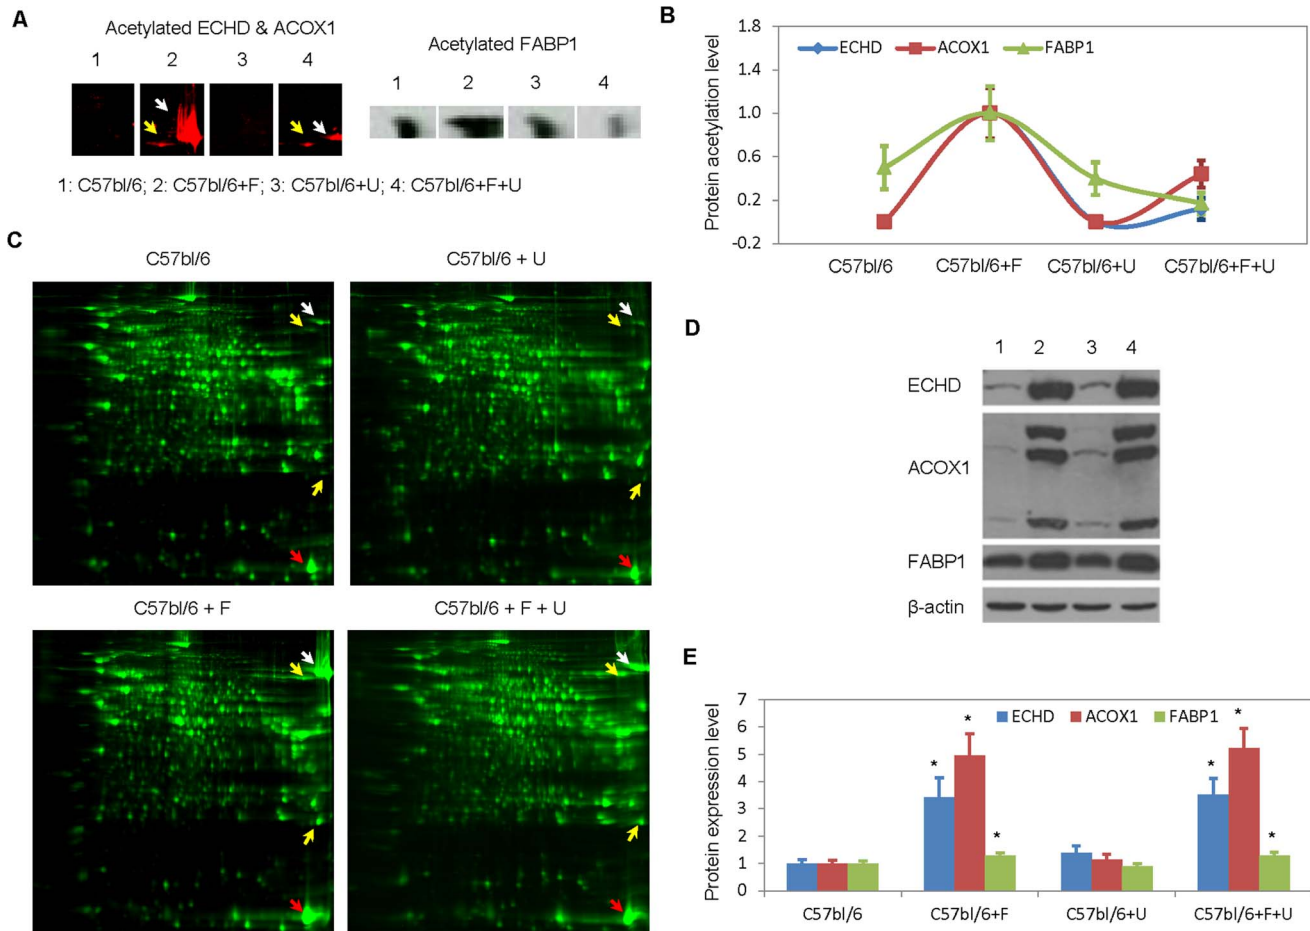 A
Acetylated ECHD & ACOX1
1 2 3 4
Acetylated FABP1
1 2 3 4
1: C57bl/6; 2: C57bl/6+F; 3: C57bl/6+U; 4: C57bl/6+F+U
B
1.8
1.4
1.0
0.6
0.2
-0.2
Protein acetylation level
ECHD ACOX1 FABP1
C57bl/6 C57bl/6+F C57bl/6+U C57bl/6+F+U
C
C57bl/6 C57bl/6 + U
C57bl/6 + F C57bl/6 + F + U
D
1 2 3 4
ECHD
ACOX1
FABP1
β-actin
E
7
6
5
4
3
2
1
0
Protein expression level
ECHD ACOX1 FABP1
* * *
* * *
C57bl/6 C57bl/6+F C57bl/6+U C57bl/6+F+U